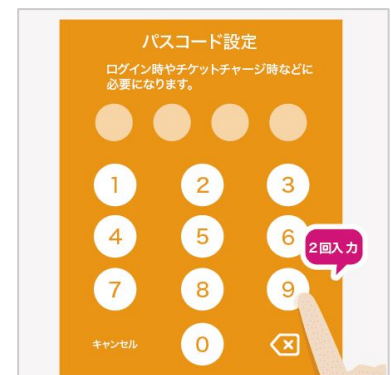 パスコード設定
ログイン時やチケットチャージ時などに
必要になります。
1 2 3
4 5 6
2回入力
7 8 9
キャンセル 0